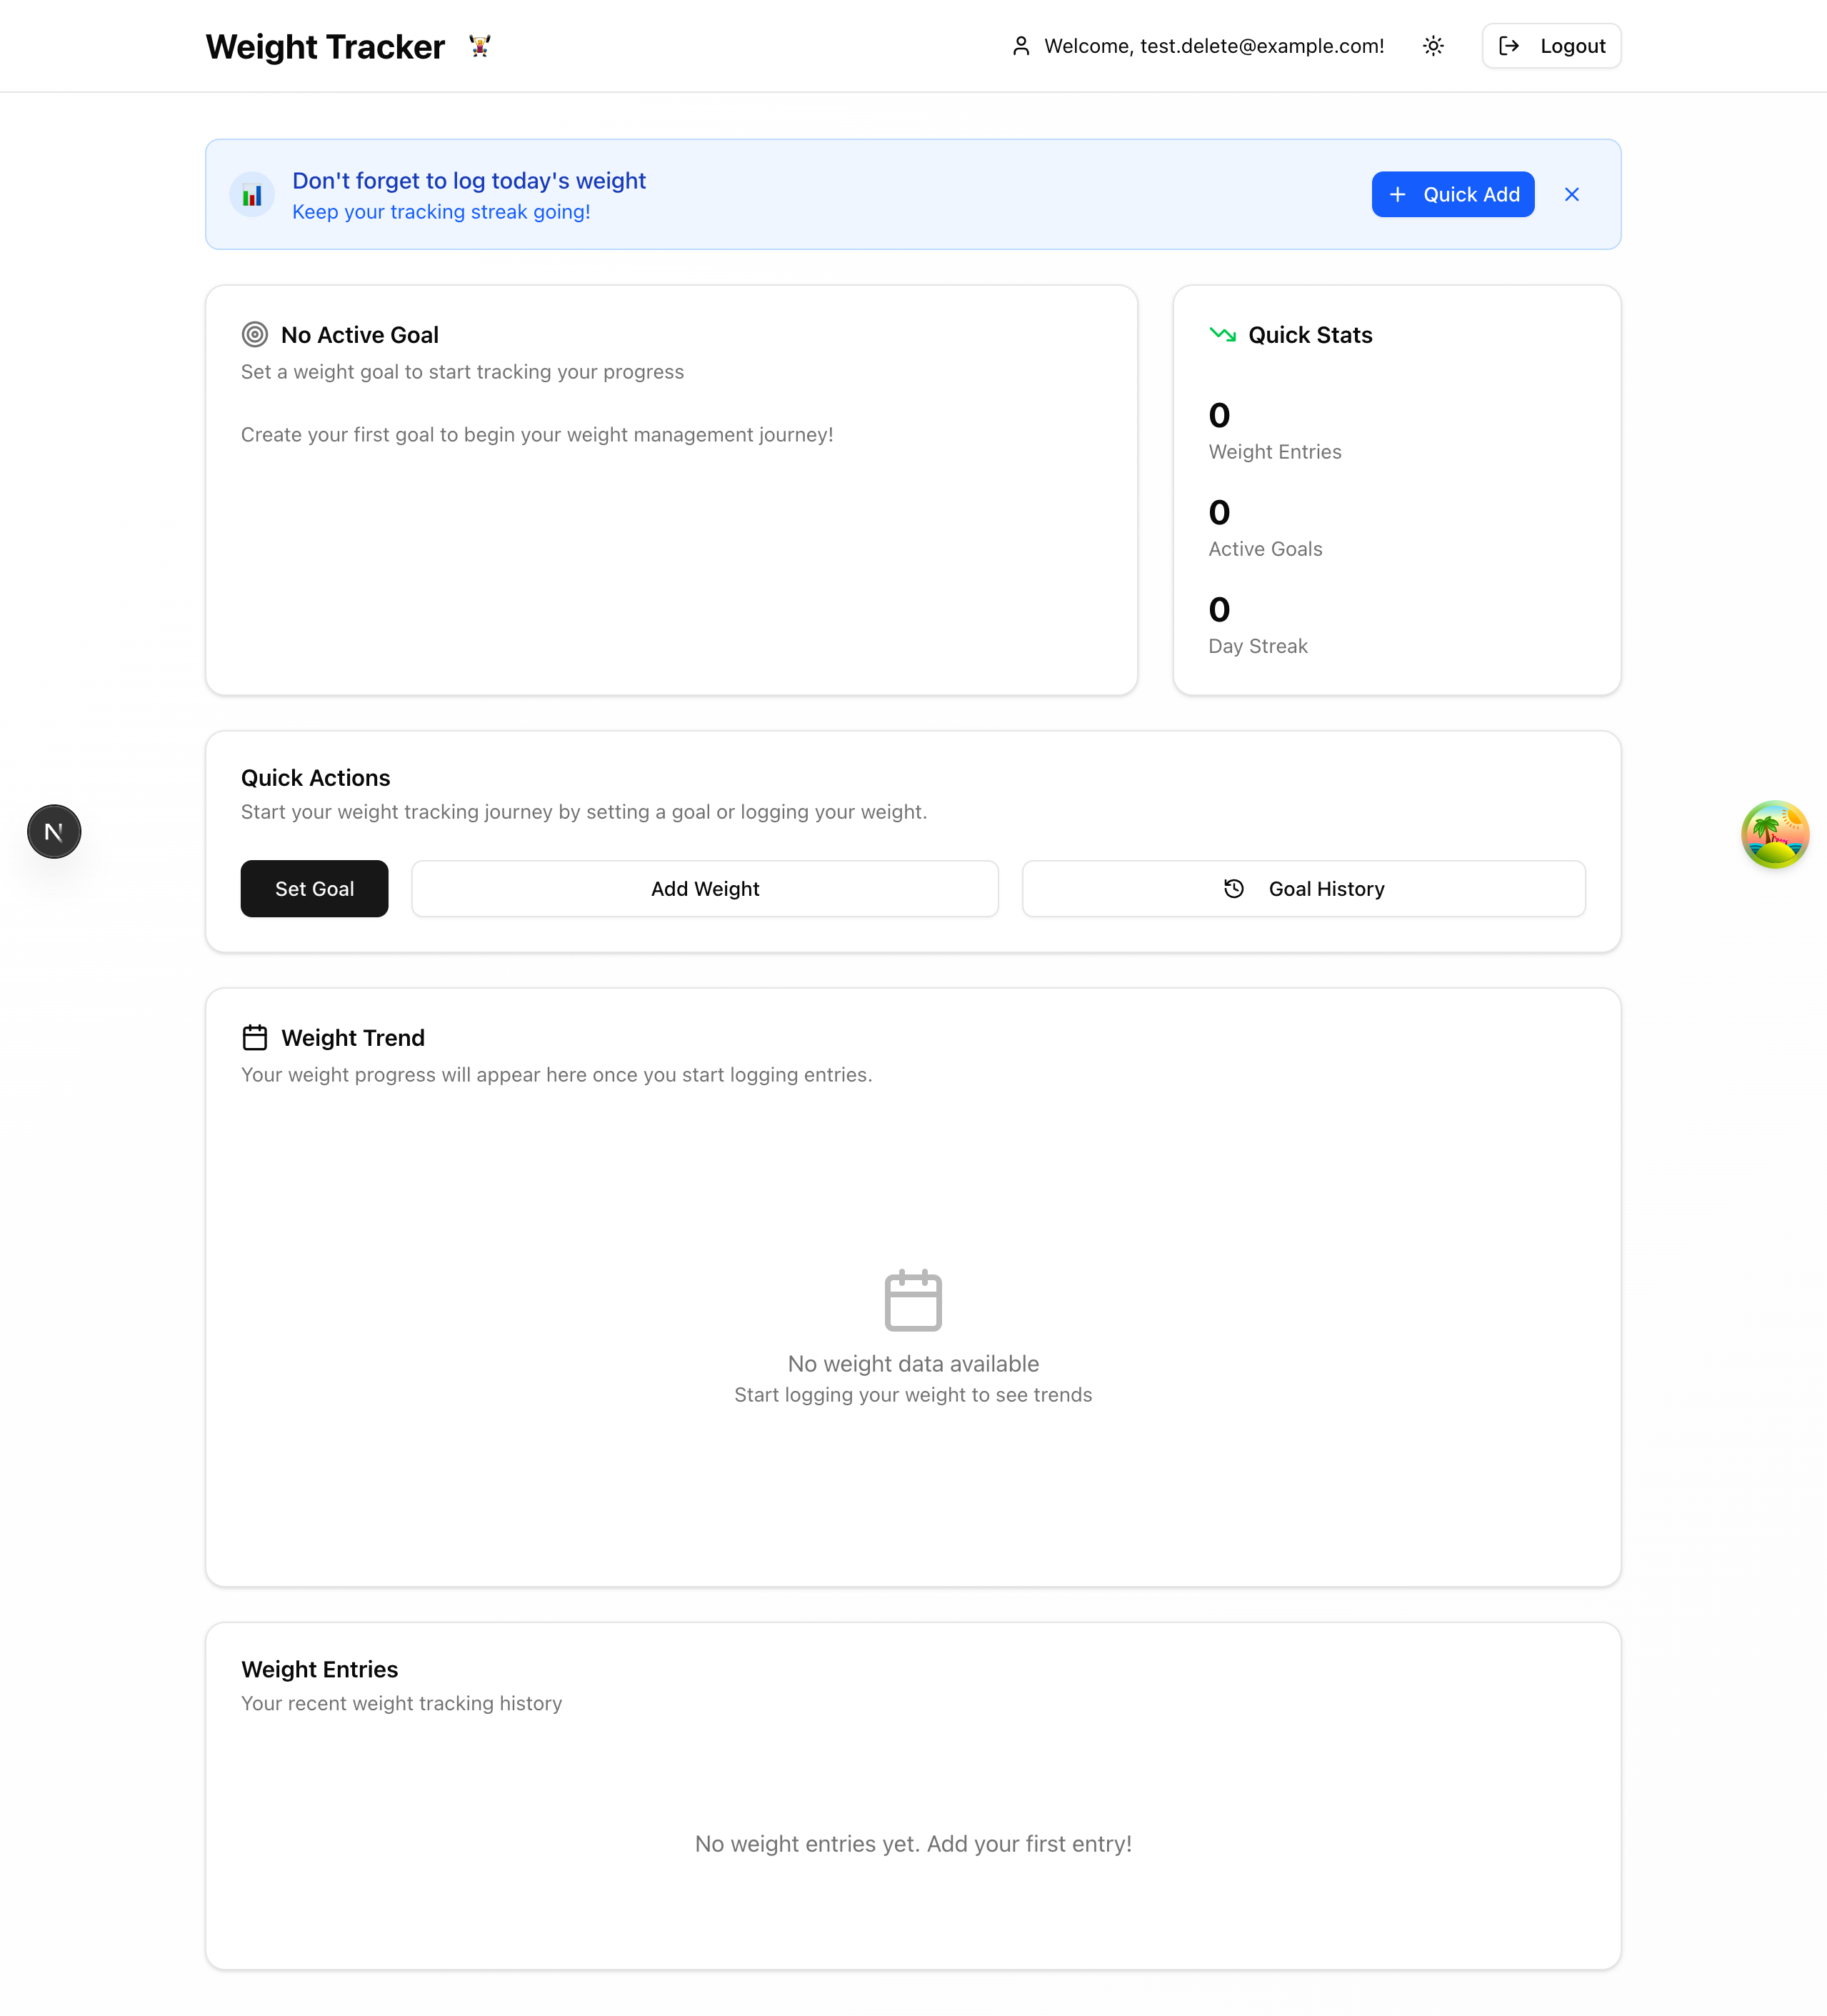 Weight Tracker
Welcome, test.delete@example.com!
Logout
Don't forget to log today's weight
Keep your tracking streak going!
Quick Add
No Active Goal
Set a weight goal to start tracking your progress
Create your first goal to begin your weight management journey!
Quick Stats
0
Weight Entries
0
Active Goals
0
Day Streak
Quick Actions
Start your weight tracking journey by setting a goal or logging your weight.
Set Goal
Add Weight
Goal History
N
Weight Trend
Your weight progress will appear here once you start logging entries.
No weight data available
Start logging your weight to see trends
Weight Entries
Your recent weight tracking history
No weight entries yet. Add your first entry!